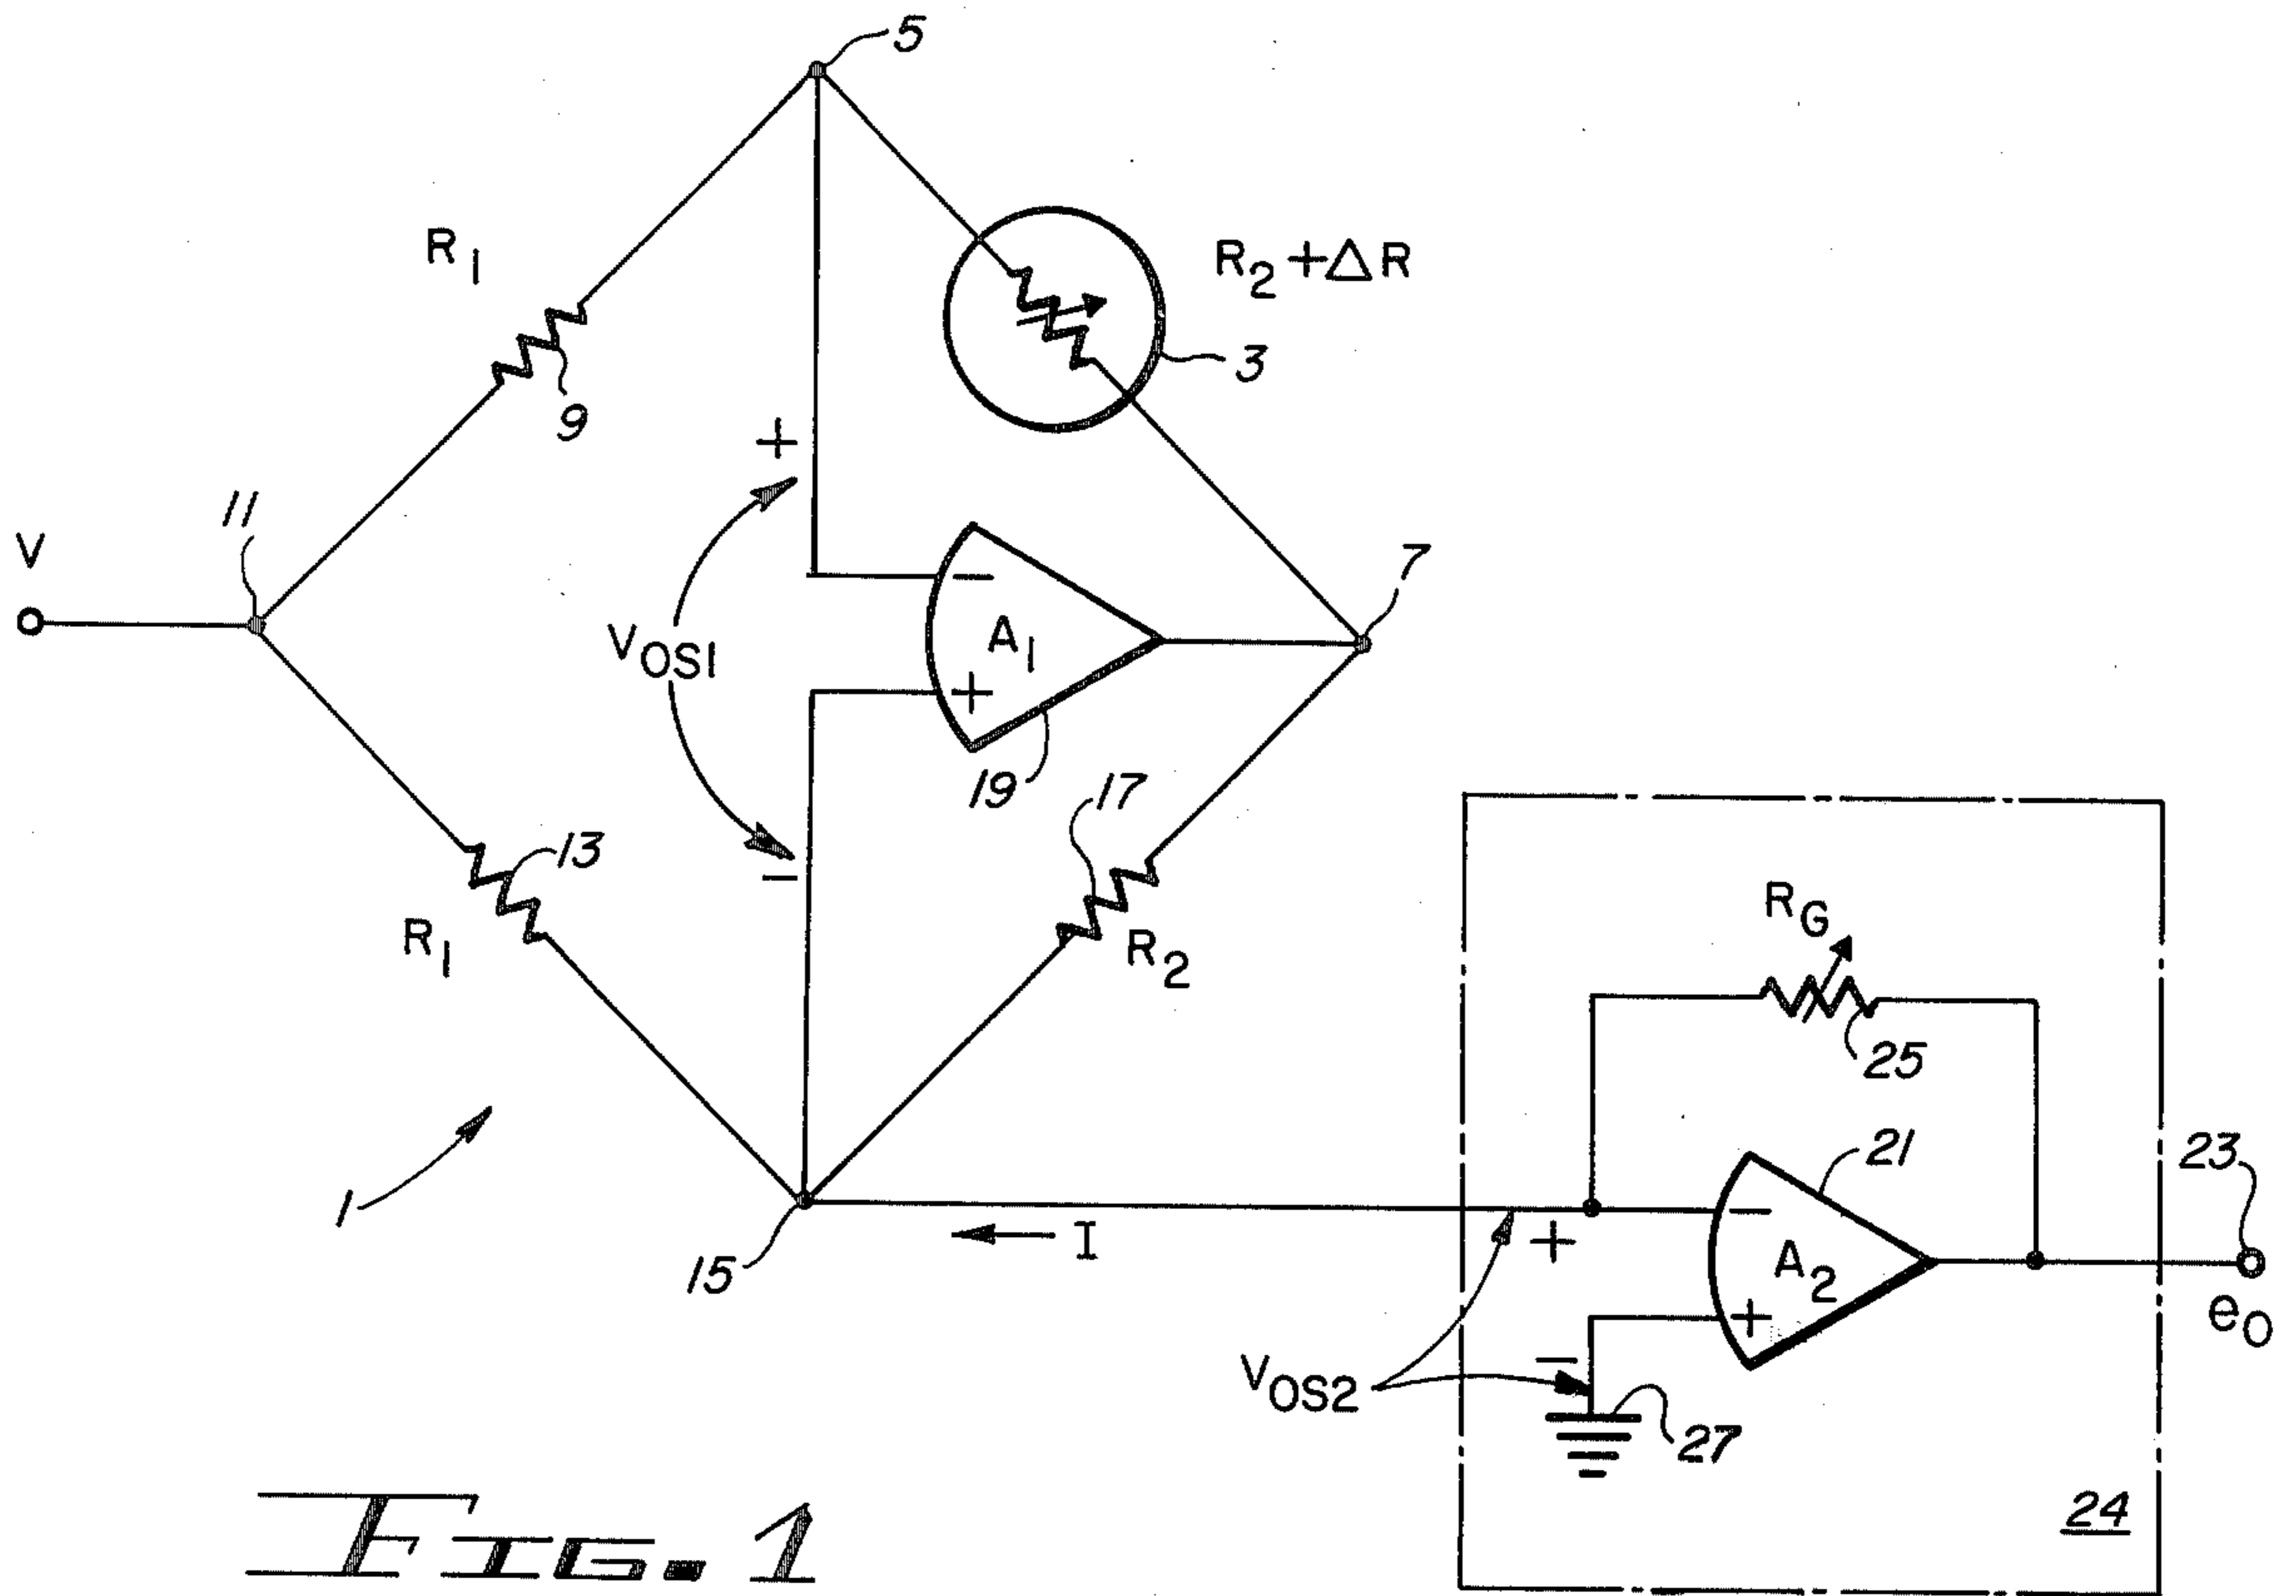 5
R1
R2 + ΔR
3
9
+
11
V
7
−
A1
VOS1
+
19
17
13
−
R1
R2
RG
25
21
23
1
15
I
+
−
A2
+
eo
VOS2
−
27
24
FIG. 1